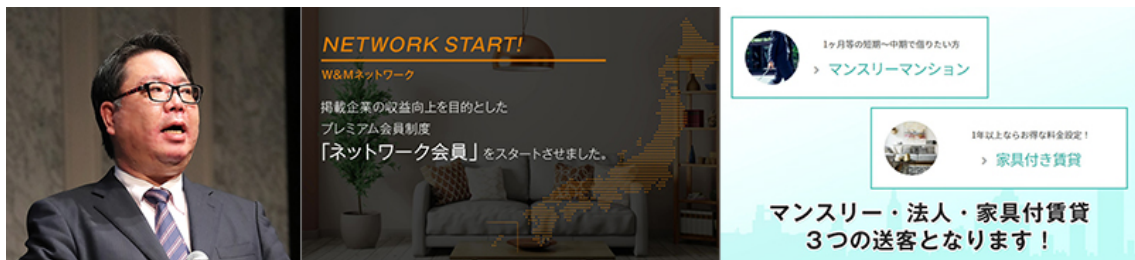 NETWORK START!
W&Mネットワーク
掲載企業の収益向上を目的とした
プレミアム会員制度
「ネットワーク会員」をスタートさせました。
1ヶ月等の短期〜中期で借りたい方
› マンスリーマンション
1年以上ならお得な料金設定！
› 家具付き賃貸
マンスリー・法人・家具付賃貸
３つの送客となります！